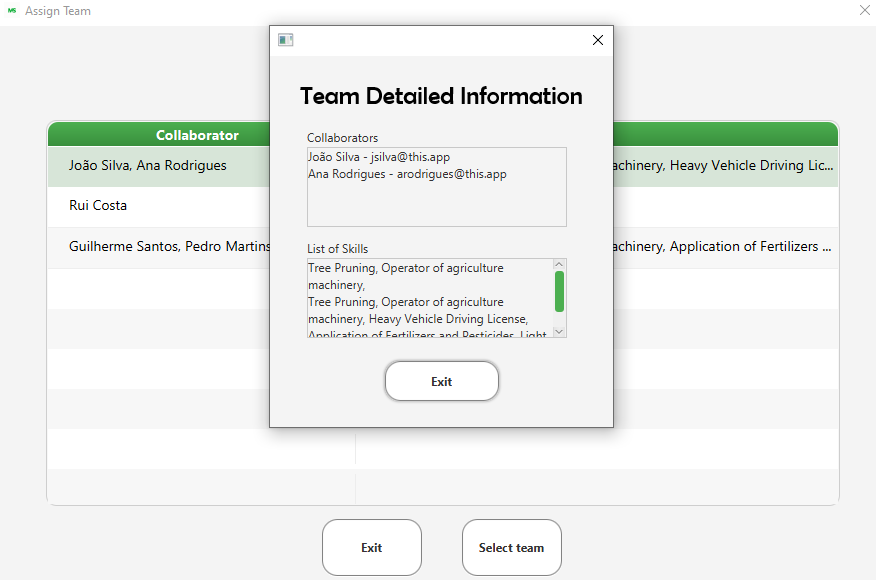 MS Assign Team
Team Detailed Information
Collaborators
João Silva - jsilva@this.app
Ana Rodrigues - arodrigues@this.app
List of Skills
Tree Pruning, Operator of agriculture
machinery,
Tree Pruning, Operator of agriculture
machinery, Heavy Vehicle Driving License,
Application of Fertilizers and Pesticides, Light
Exit
Collaborator
João Silva, Ana Rodrigues
achinery, Heavy Vehicle Driving Lic...
Rui Costa
Guilherme Santos, Pedro Martins
achinery, Application of Fertilizers ...
Exit
Select team